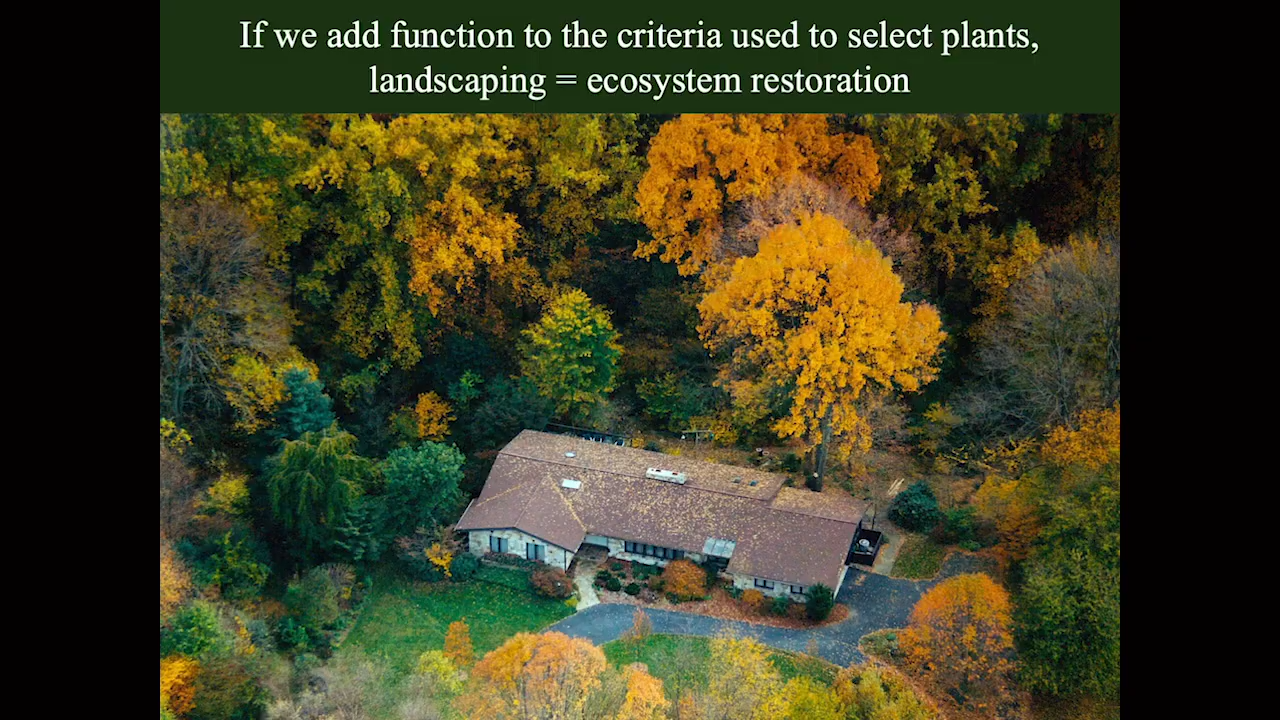 If we add function to the criteria used to select plants,
landscaping = ecosystem restoration